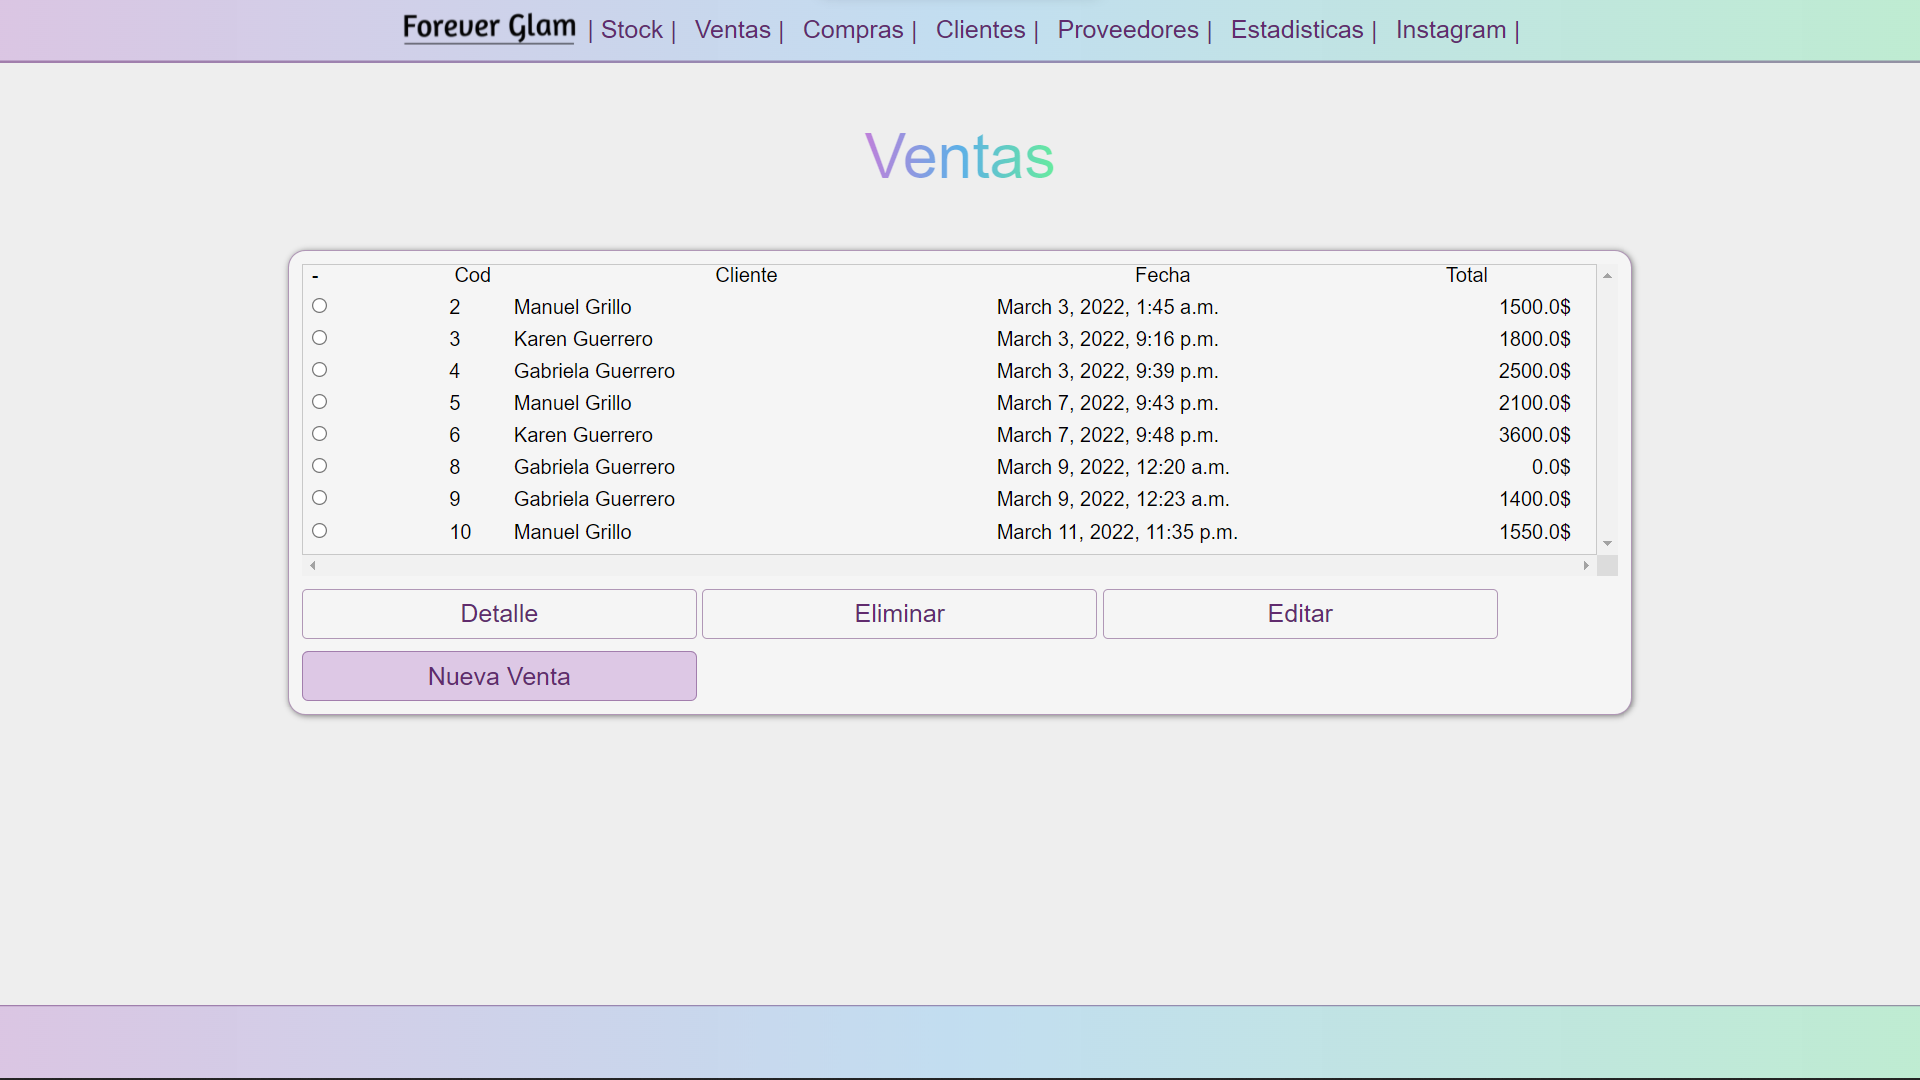 Forever Glam | Stock | Ventas | Compras | Clientes | Proveedores | Estadisticas | Instagram |
Ventas
- Cod Cliente Fecha Total
2 Manuel Grillo March 3, 2022, 1:45 a.m. 1500.0$
3 Karen Guerrero March 3, 2022, 9:16 p.m. 1800.0$
4 Gabriela Guerrero March 3, 2022, 9:39 p.m. 2500.0$
5 Manuel Grillo March 7, 2022, 9:43 p.m. 2100.0$
6 Karen Guerrero March 7, 2022, 9:48 p.m. 3600.0$
8 Gabriela Guerrero March 9, 2022, 12:20 a.m. 0.0$
9 Gabriela Guerrero March 9, 2022, 12:23 a.m. 1400.0$
10 Manuel Grillo March 11, 2022, 11:35 p.m. 1550.0$
Detalle Eliminar Editar
Nueva Venta